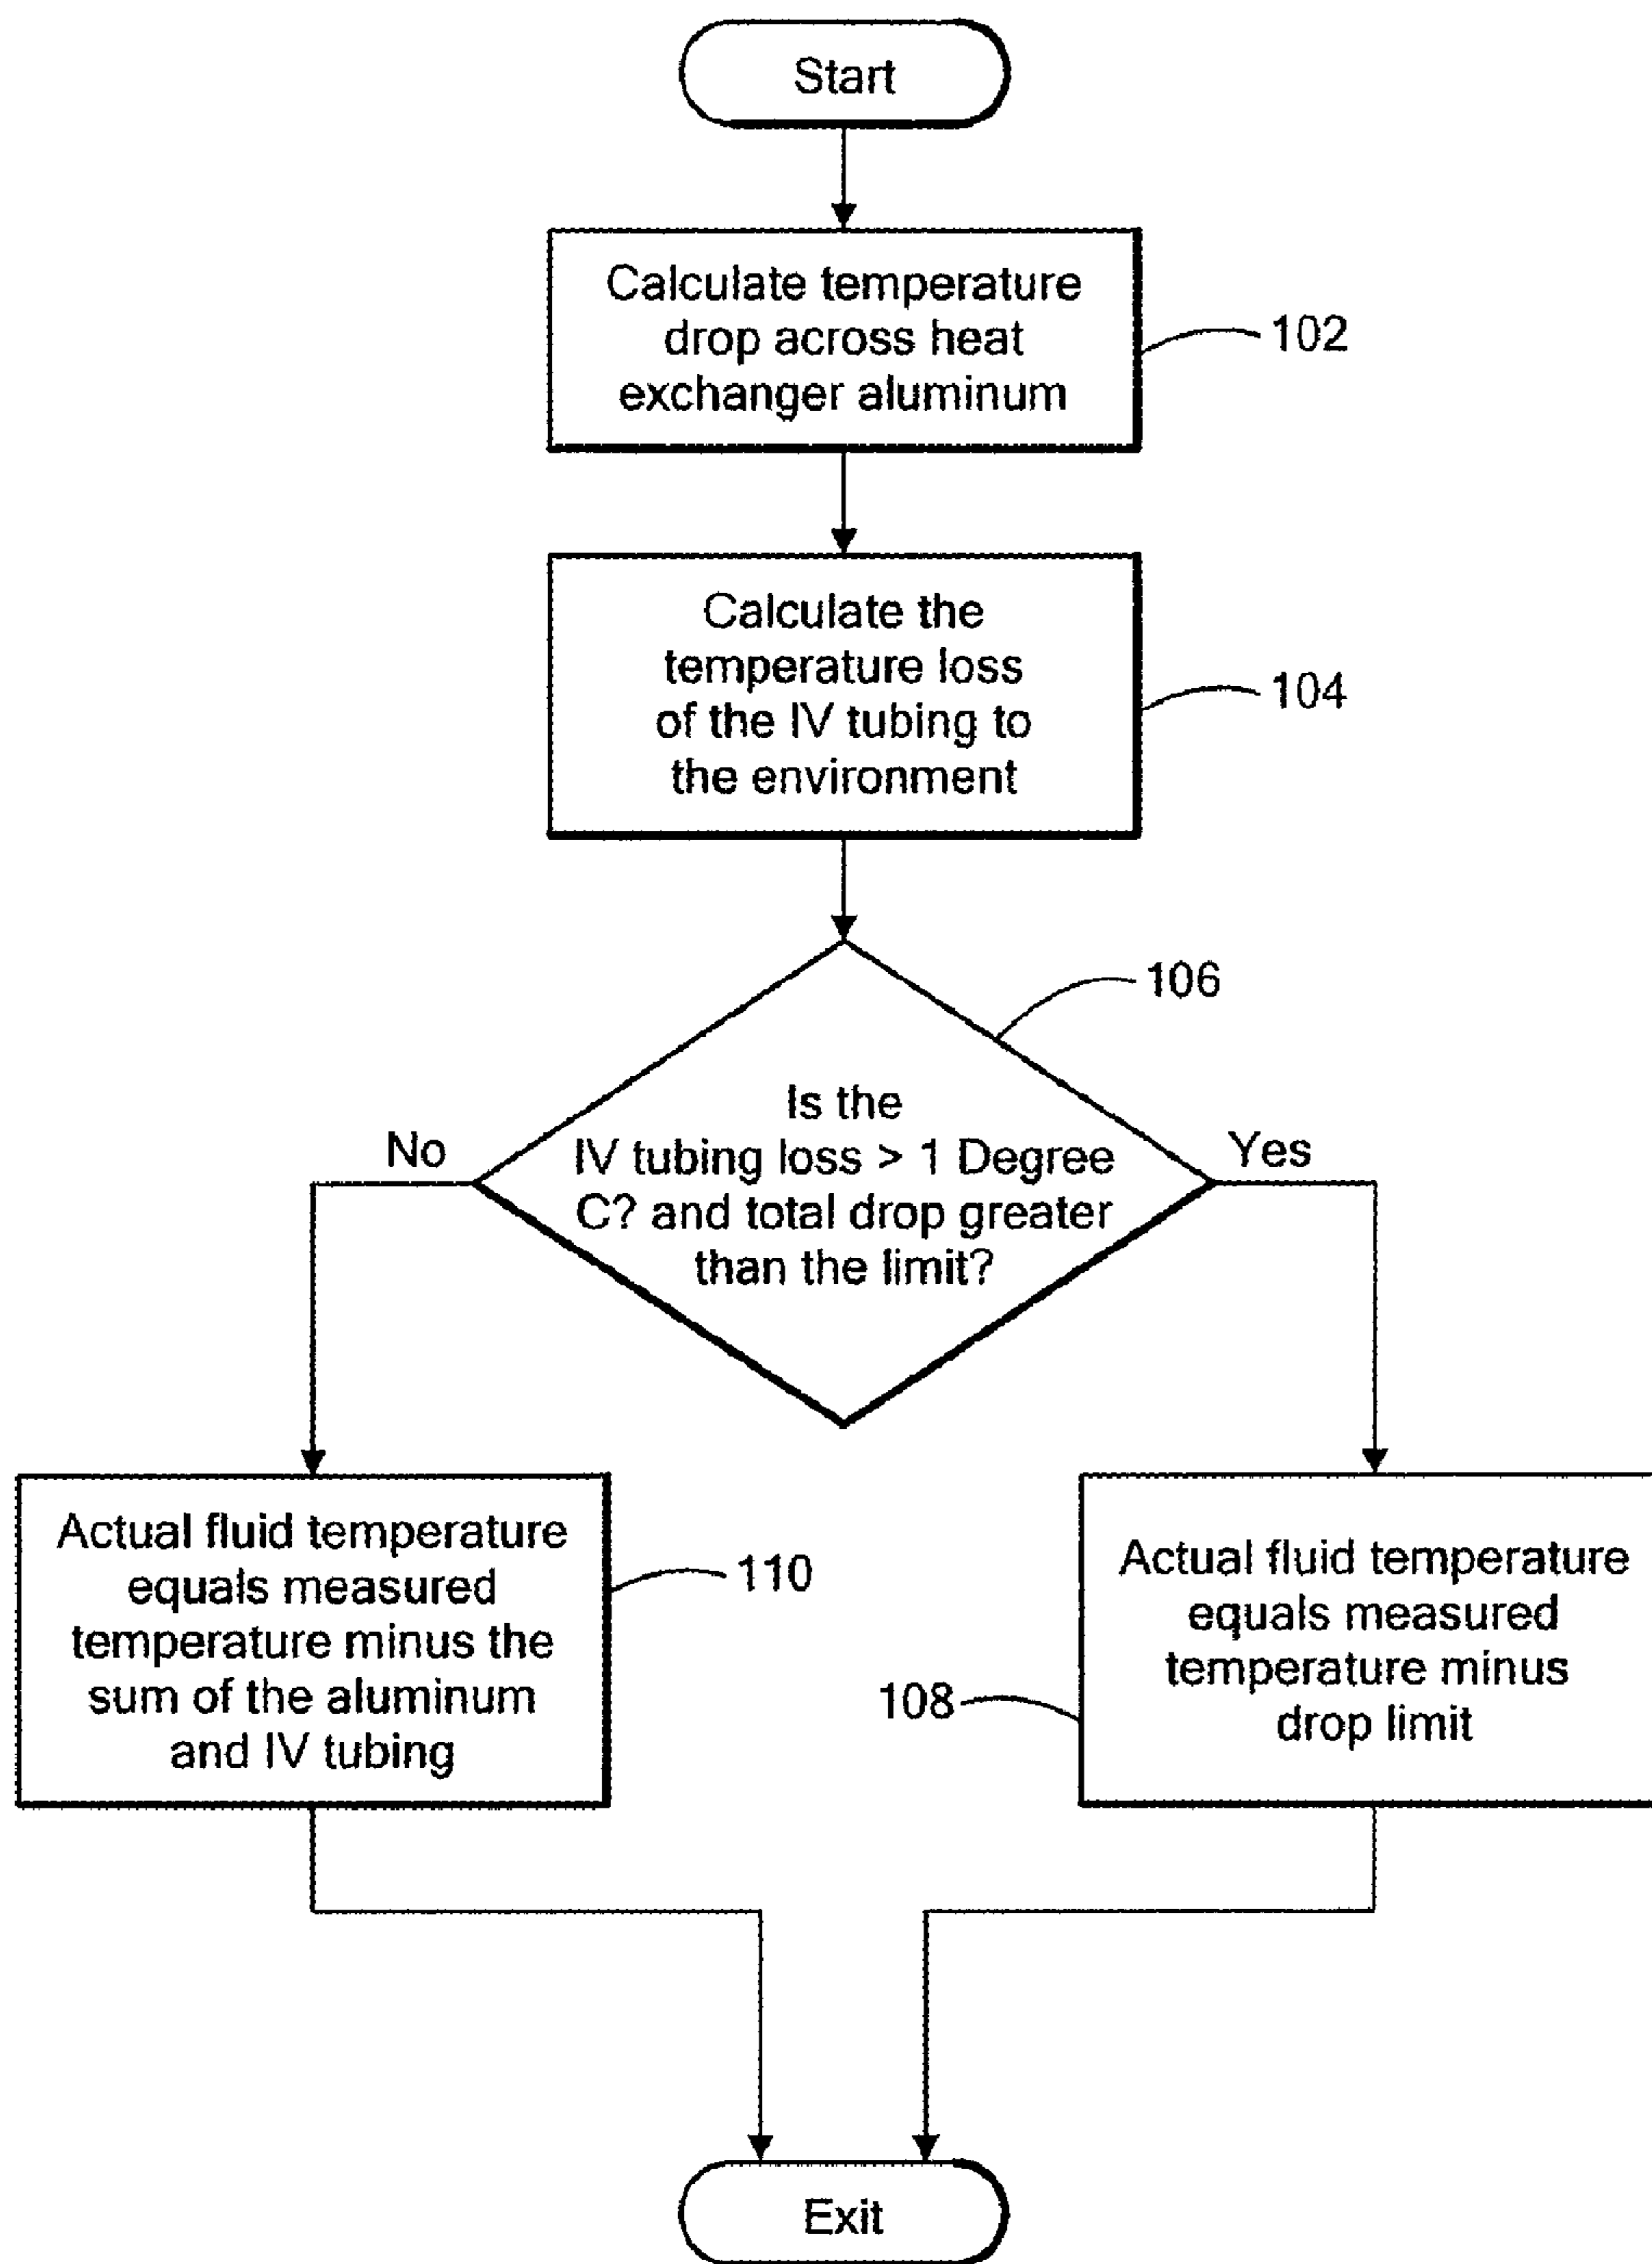 Start
Calculate temperature
drop across heat
exchanger aluminum
102
Calculate the
temperature loss
of the IV tubing to
the environment
104
106
Is the
IV tubing loss > 1 Degree
C? and total drop greater
than the limit?
No
Yes
Actual fluid temperature
equals measured
temperature minus the
sum of the aluminum
and IV tubing
110
Actual fluid temperature
equals measured
temperature minus
drop limit
108
Exit